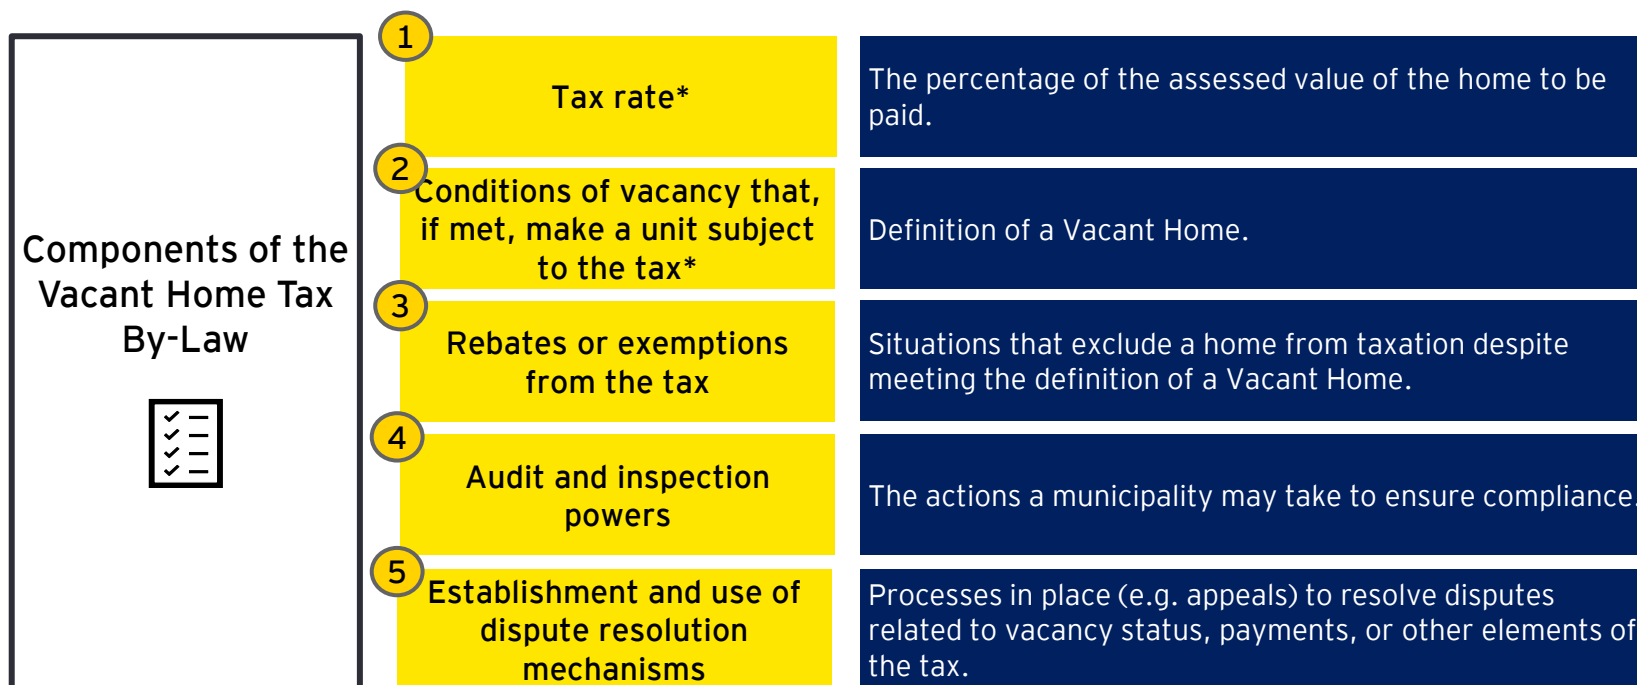 Components of the
Vacant Home Tax
By-Law
1
Tax rate*
The percentage of the assessed value of the home to be
paid.
2
Conditions of vacancy that,
if met, make a unit subject
to the tax*
Definition of a Vacant Home.
3
Rebates or exemptions
from the tax
Situations that exclude a home from taxation despite
meeting the definition of a Vacant Home.
4
Audit and inspection
powers
The actions a municipality may take to ensure compliance.
5
Establishment and use of
dispute resolution
mechanisms
Processes in place (e.g. appeals) to resolve disputes
related to vacancy status, payments, or other elements of
the tax.